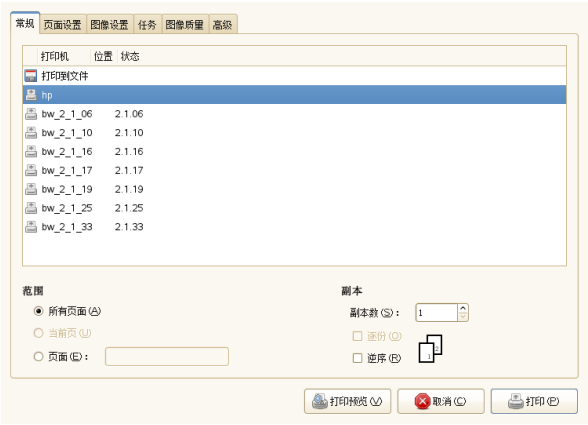 常规 页面设置 图像设置 任务 图像质量 高级
打印机 位置 状态
打印到文件
hp
bw_2_1_06 2.1.06
bw_2_1_10 2.1.10
bw_2_1_16 2.1.16
bw_2_1_17 2.1.17
bw_2_1_19 2.1.19
bw_2_1_25 2.1.25
bw_2_1_33 2.1.33
范围 副本
所有页面(A) 副本数(S): 1
当前页(U) 逐份(O)
页面(E): 逆序(R) 1 2
打印预览(V) 取消(C) 打印(P)